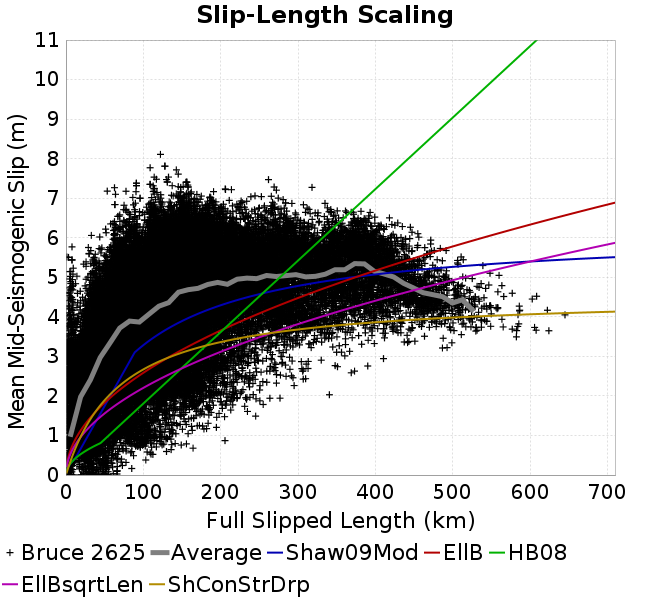 Slip-Length Scaling
Mean Mid-Seismogenic Slip (m)
11
10
9
8
7
6
5
4
3
2
1
0
0 100 200 300 400 500 600 700
Full Slipped Length (km)
Bruce 2625 Average Shaw09Mod EllB HB08
EllBsqrtLen ShConStrDrp